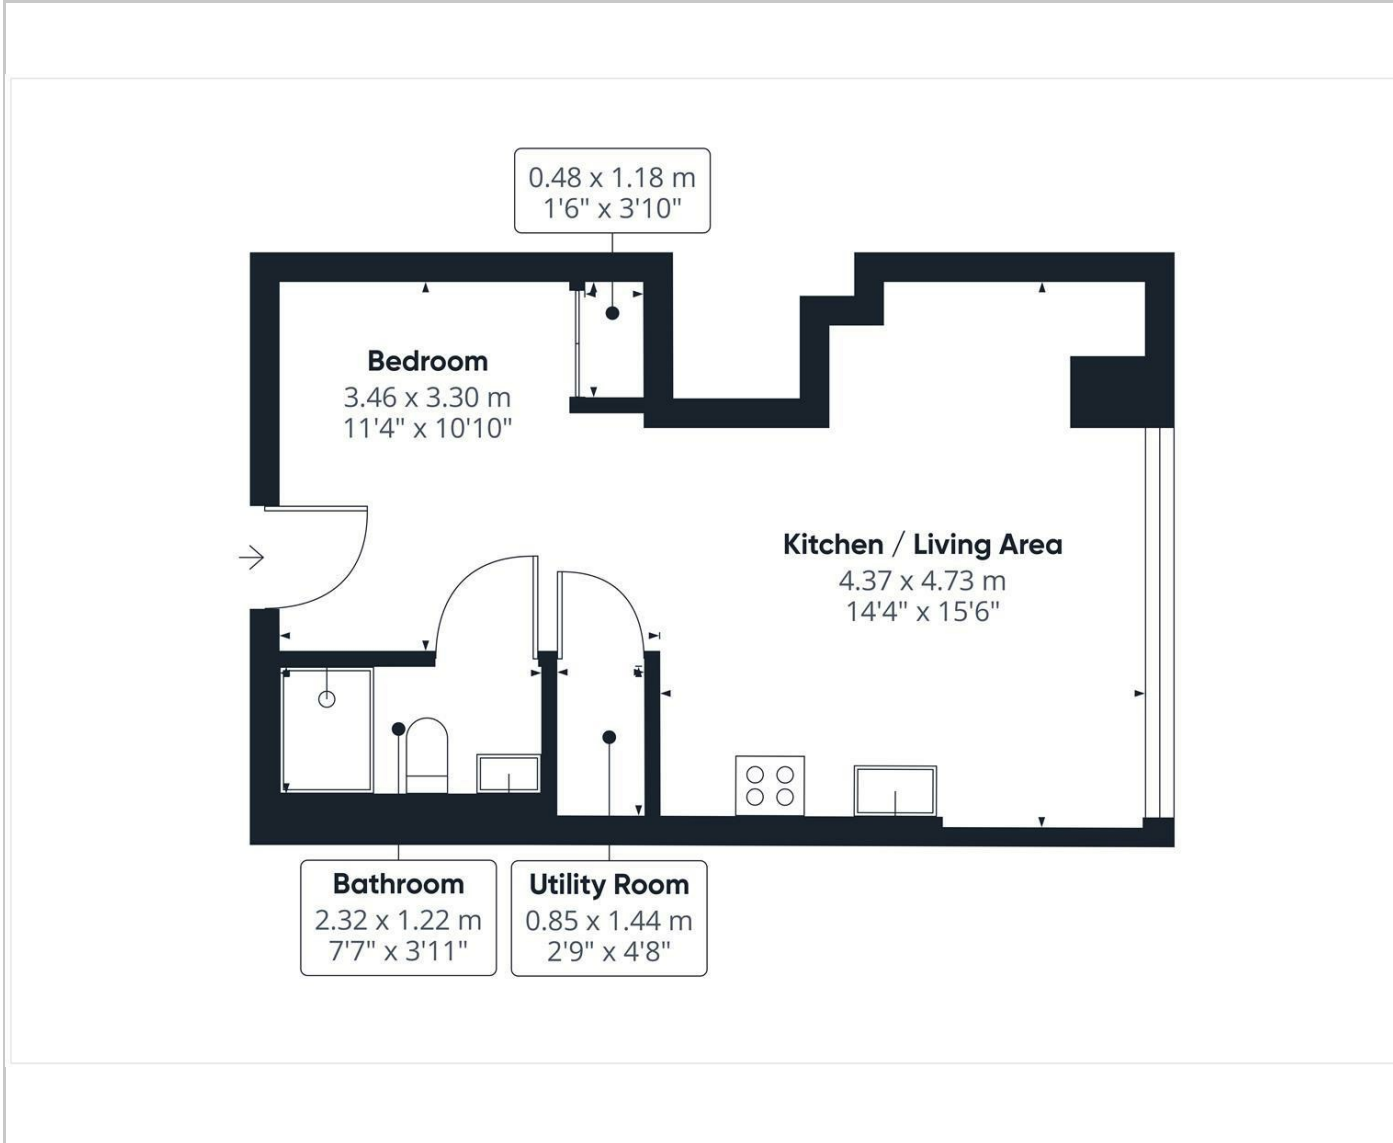 0.48 x 1.18 m
1'6" x 3'10"
Bedroom
3.46 x 3.30 m
11'4" x 10'10"
Kitchen / Living Area
4.37 x 4.73 m
14'4" x 15'6"
Bathroom
2.32 x 1.22 m
7'7" x 3'11"
Utility Room
0.85 x 1.44 m
2'9" x 4'8"